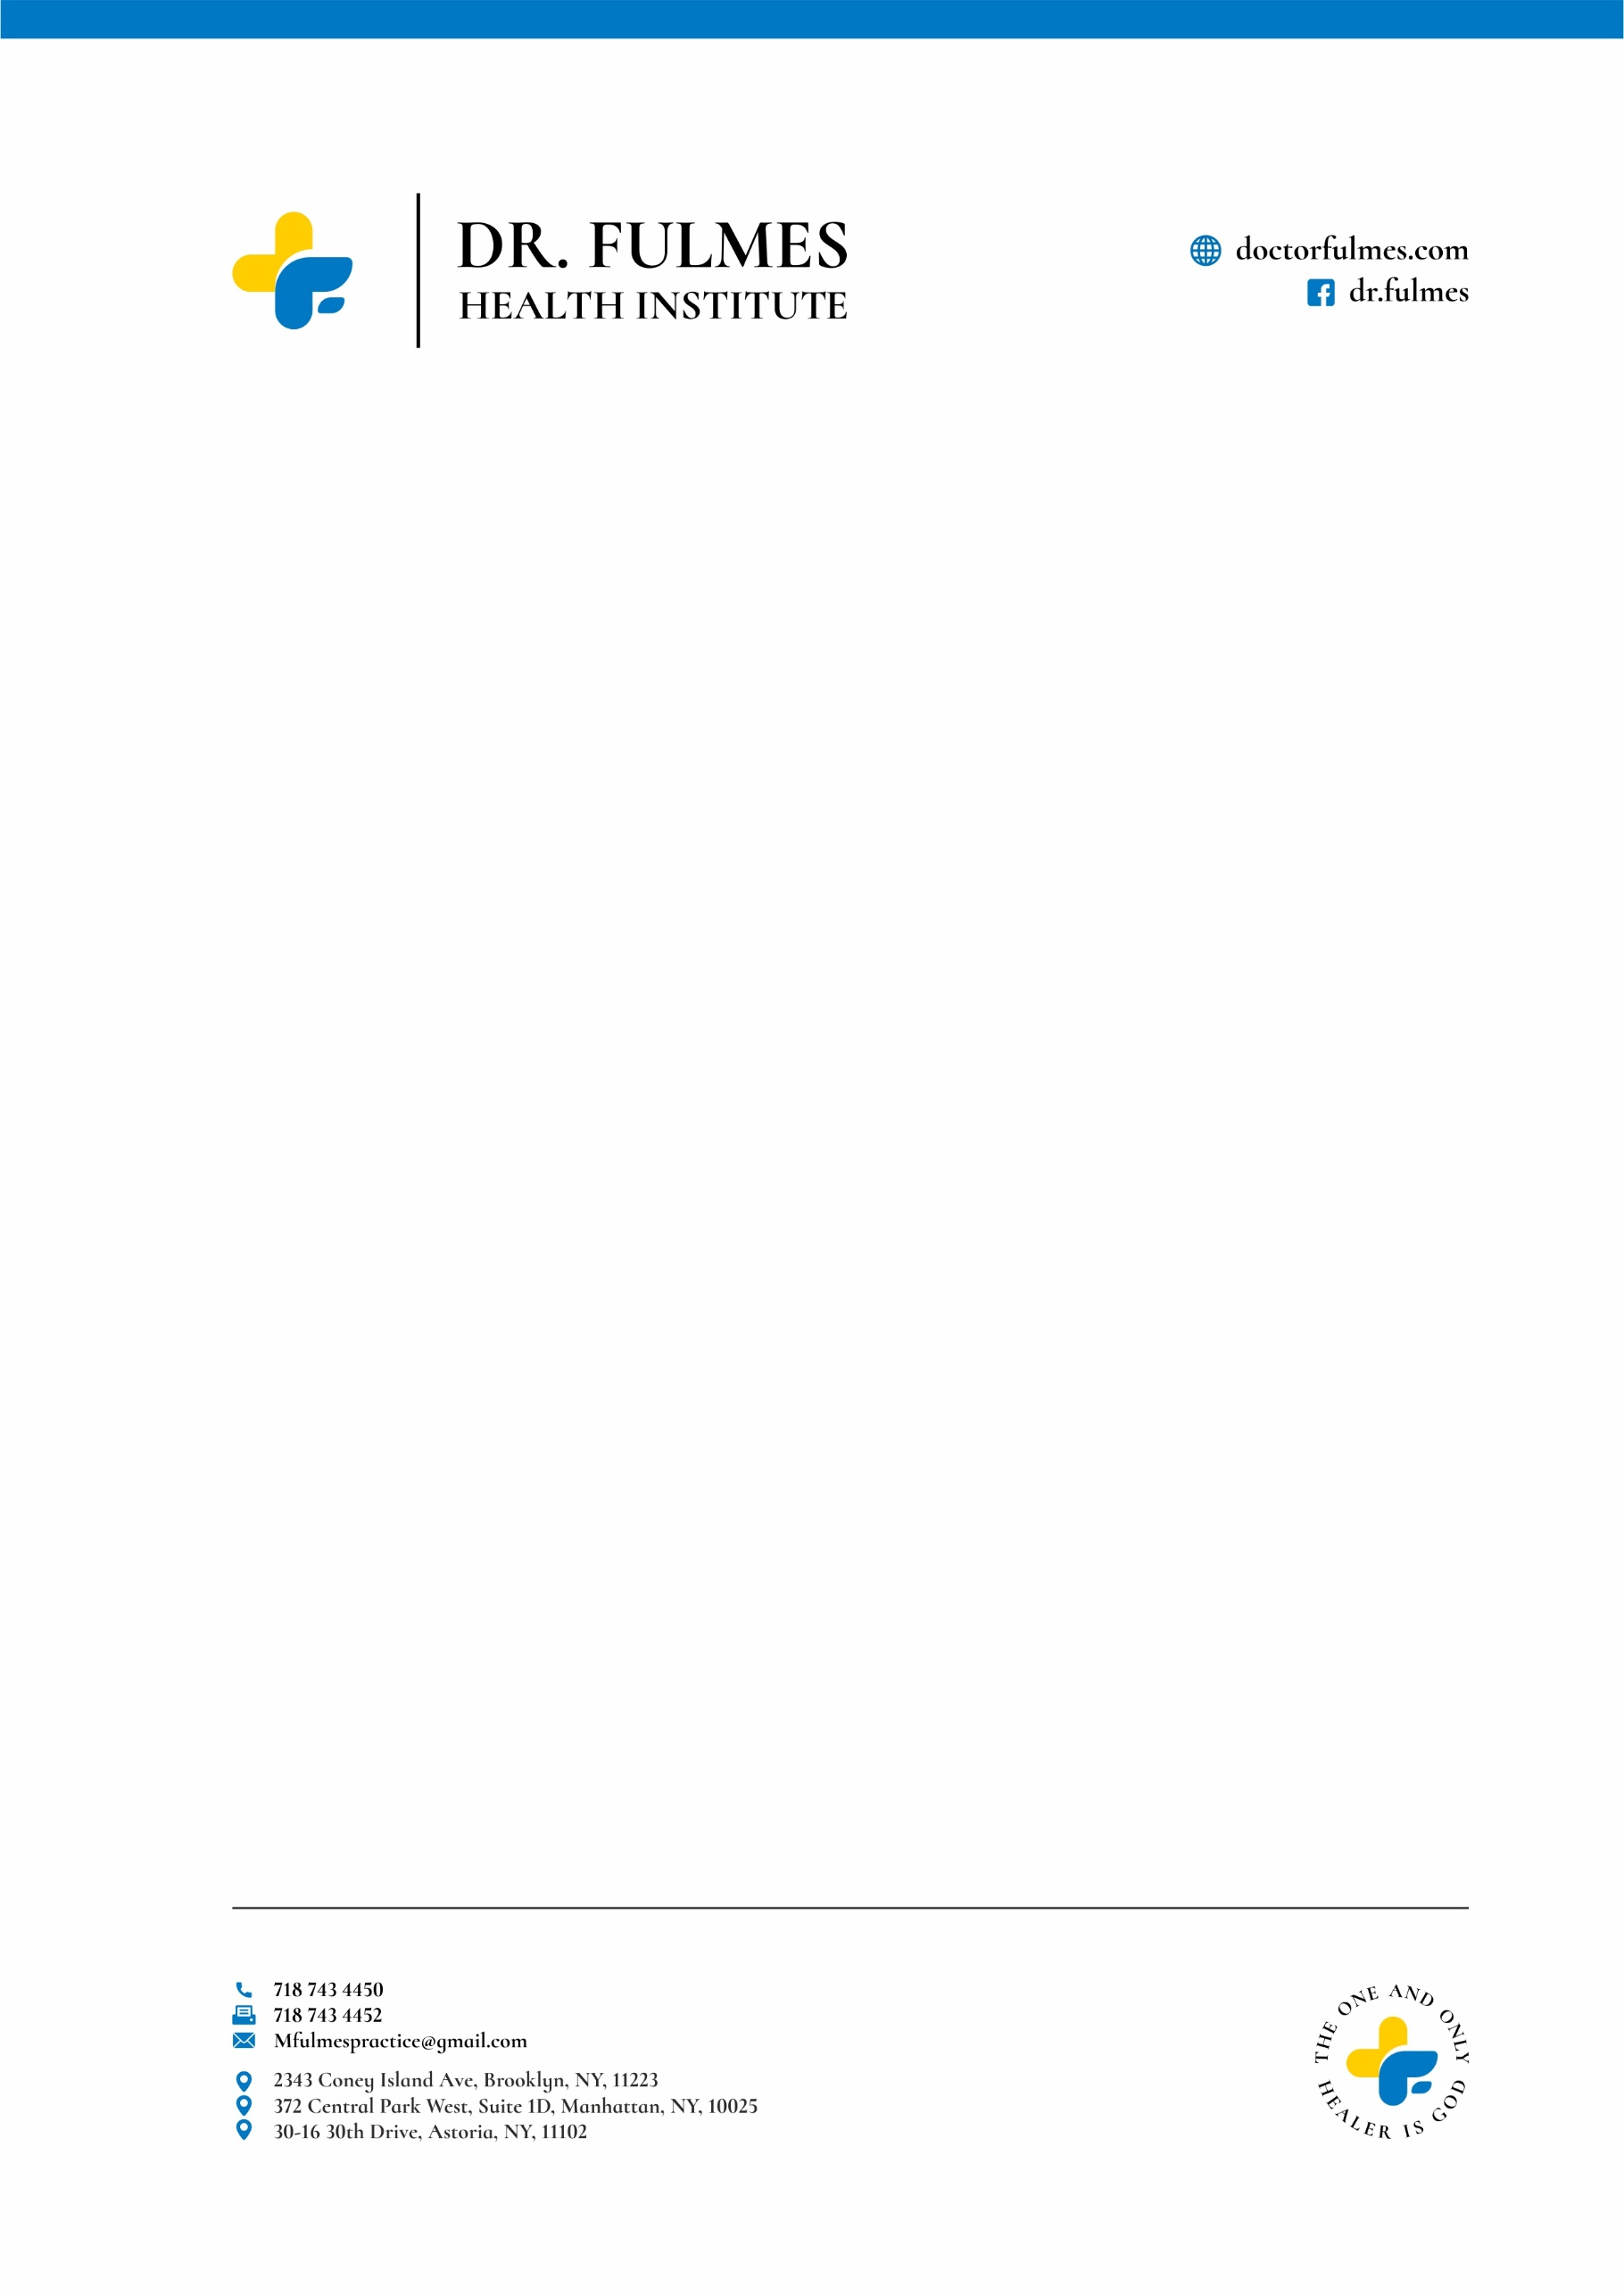 DR. FULMES
HEALTH INSTITUTE
doctorfulmes.com
dr.fulmes
718 743 4450
718 743 4452
Mfulmespractice@gmail.com
2343 Coney Island Ave, Brooklyn, NY, 11223
372 Central Park West, Suite 1D, Manhattan, NY, 10025
30-16 30th Drive, Astoria, NY, 11102
THE ONE AND ONLY
HEALER IS GOD